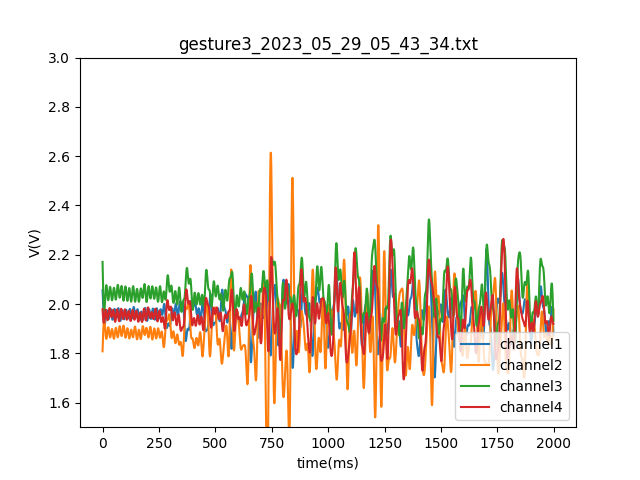 gesture3_2023_05_29_05_43_34.txt
V(V)
3.0
2.8
2.6
2.4
2.2
2.0
1.8
1.6
channel1
channel2
channel3
channel4
0 250 500 750 1000 1250 1500 1750 2000
time(ms)